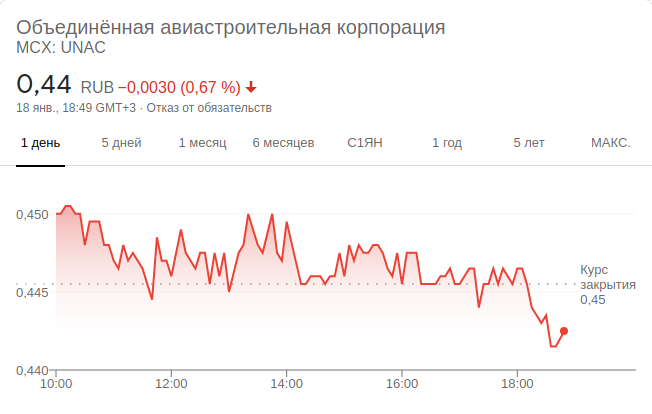 Объединённая авиастроительная корпорация
MCX: UNAC
0,44 RUB −0,0030 (0,67 %)
18 янв., 18:49 GMT+3 · Отказ от обязательств
1 день 5 дней 1 месяц 6 месяцев С1ЯН 1 год 5 лет МАКС.
0,450
Курс
закрытия
0,45
0,445
0,440
10:00 12:00 14:00 16:00 18:00